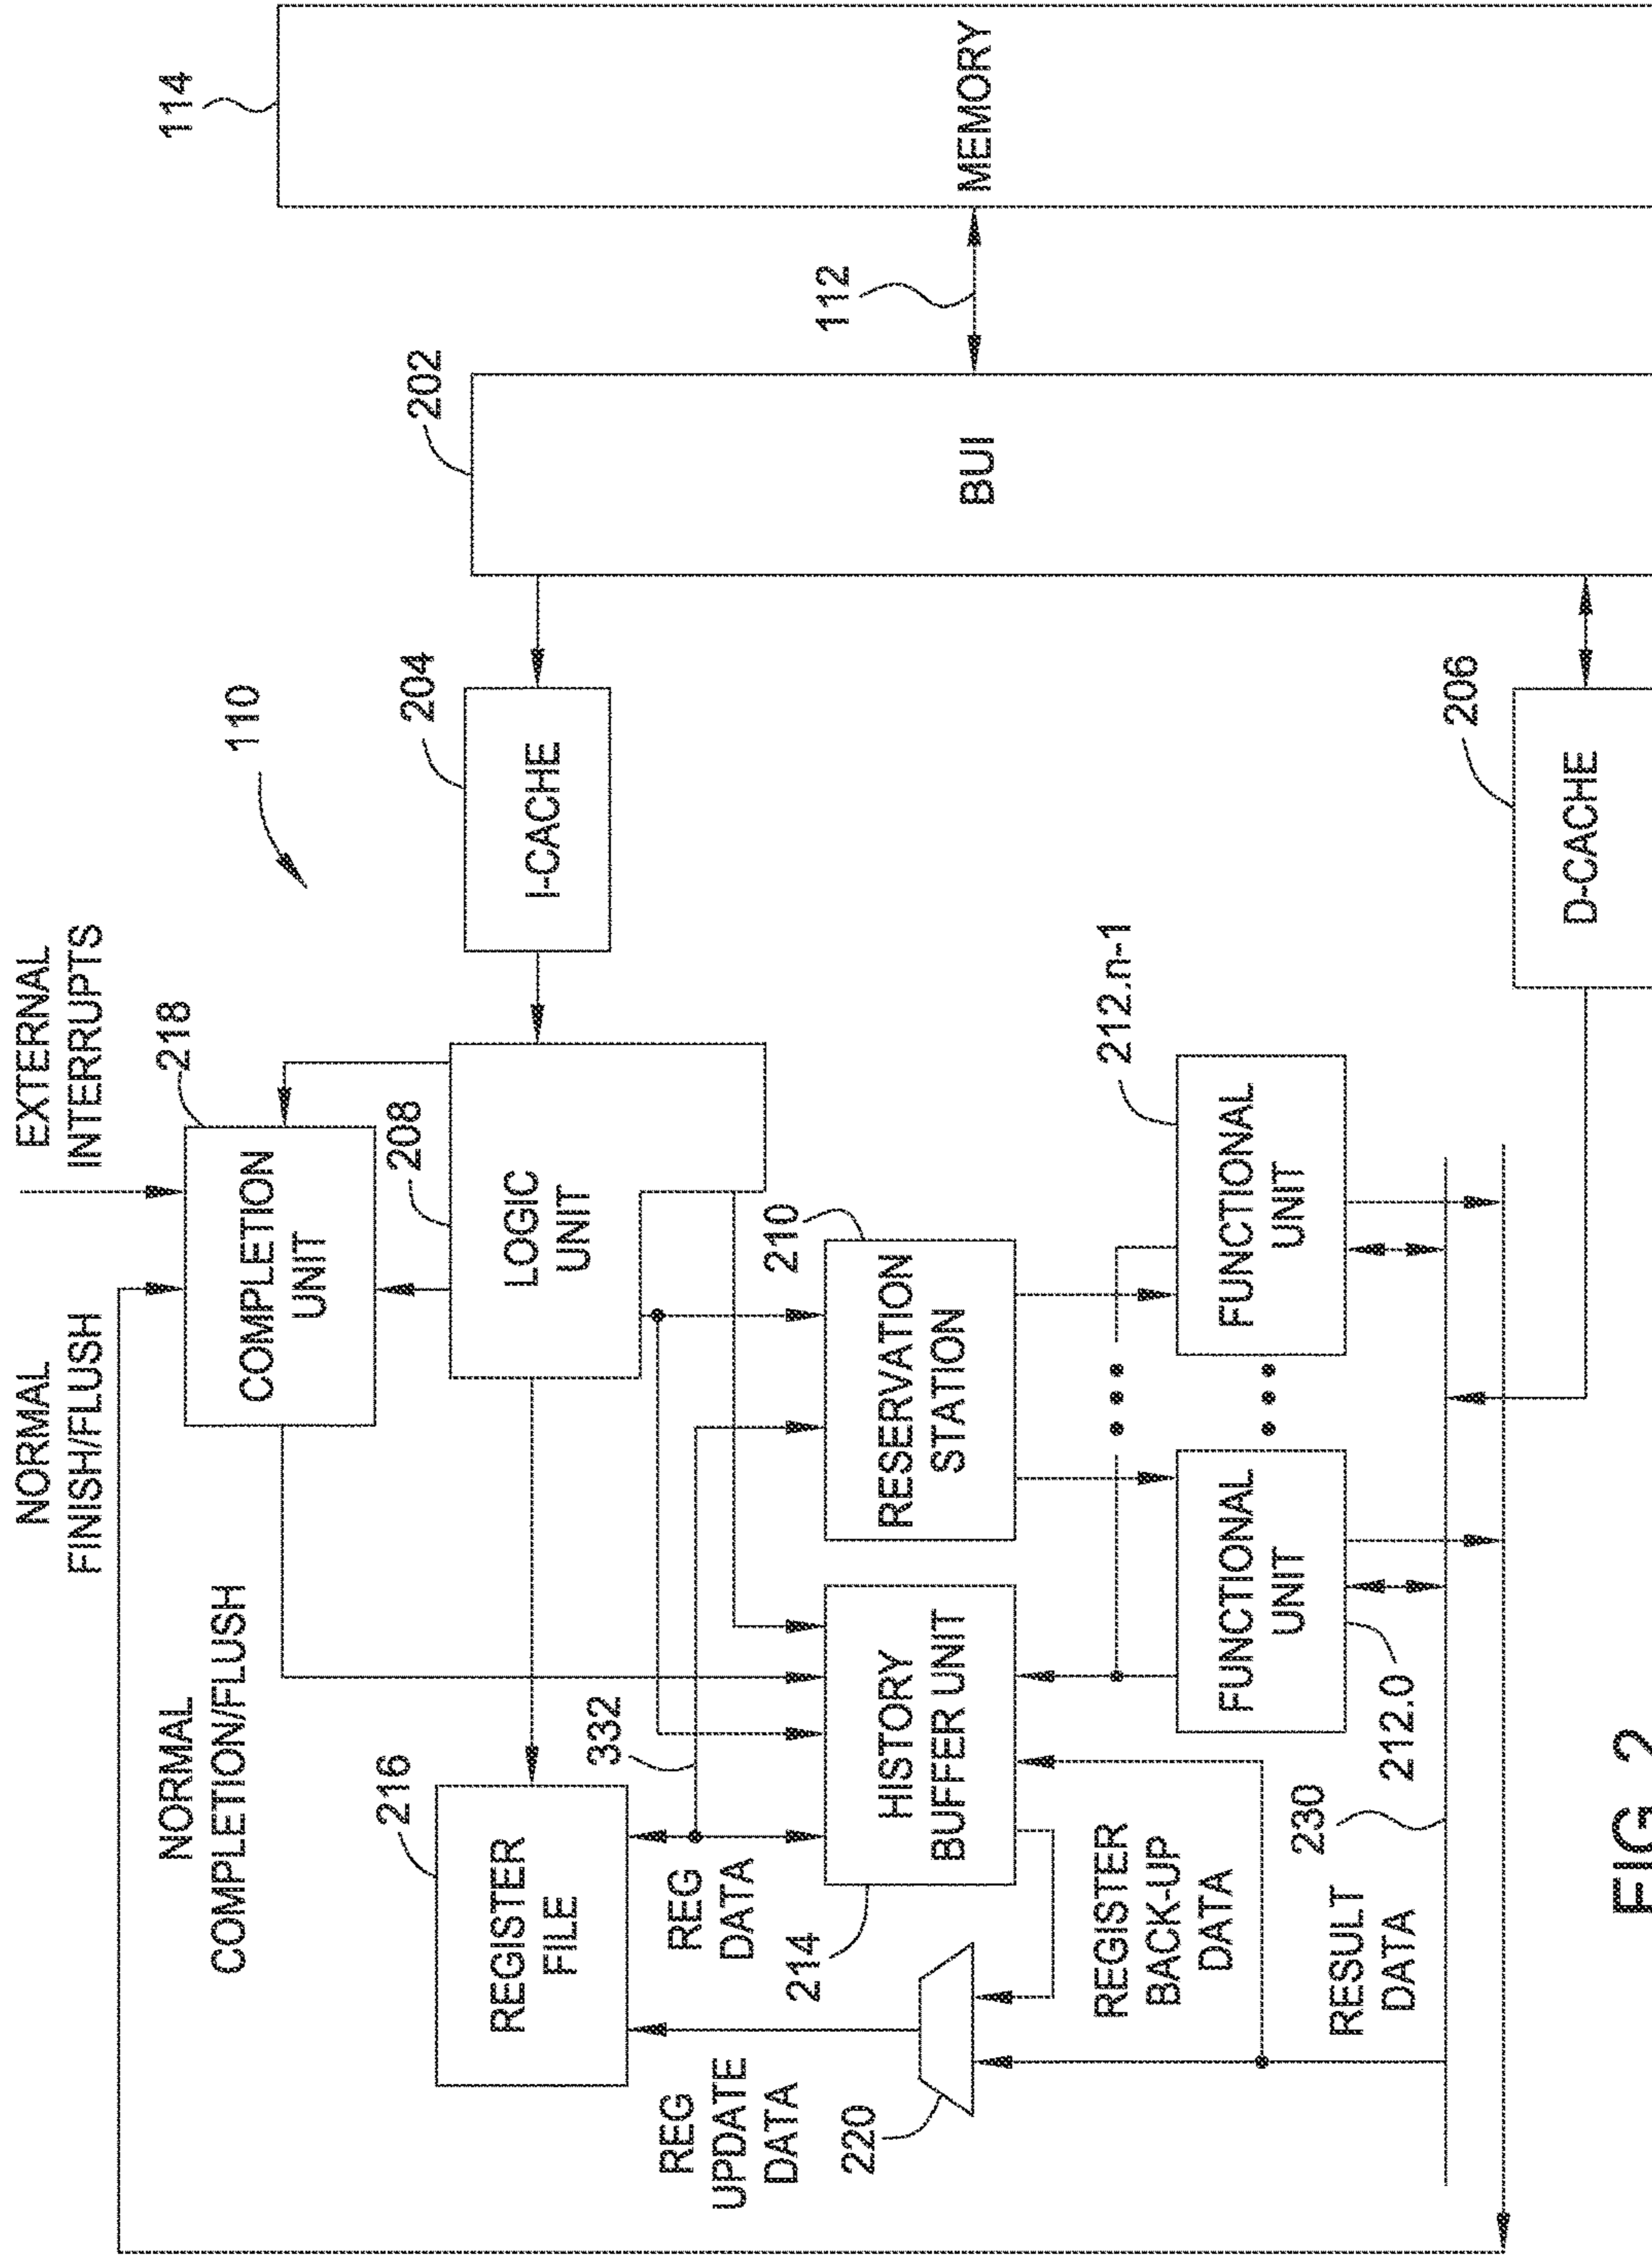 114
MEMORY
112
202
BUI
110
204
I-CACHE
206
D-CACHE
EXTERNAL
INTERRUPTS
218
COMPLETION
UNIT
208
LOGIC
UNIT
NORMAL
FINISH/FLUSH
210
RESERVATION
STATION
212.n-1
FUNCTIONAL
UNIT
NORMAL
COMPLETION/FLUSH
216
REGISTER
FILE
332
REG
DATA
HISTORY
BUFFER UNIT
214
FUNCTIONAL
UNIT
212.0
230
REGISTER
BACK-UP
DATA
RESULT
DATA
REG
UPDATE
DATA
220
FIG. 2